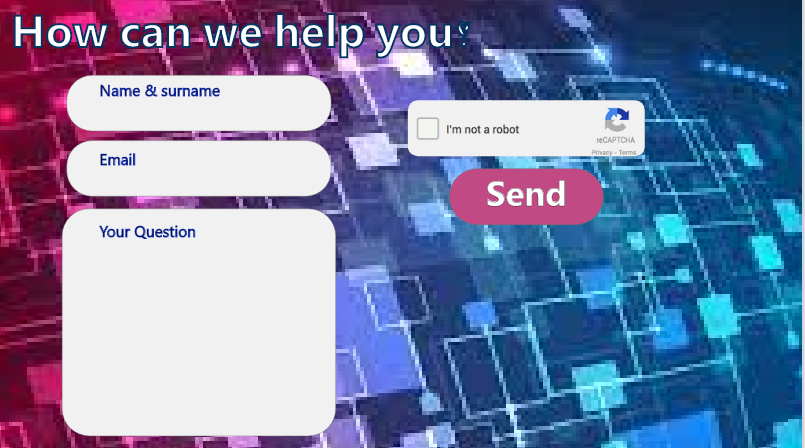 How can we help you?
Name & surname
Email
Your Question
I'm not a robot
reCAPTCHA
Privacy - Terms
Send